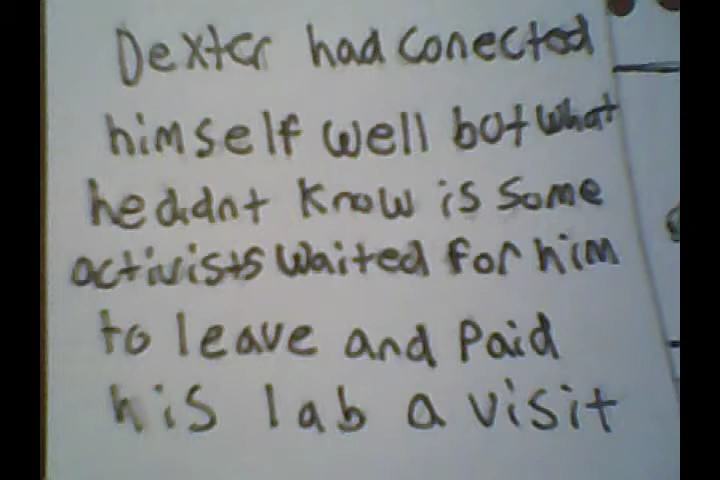 Dexter had conected
himself well but what
he didnt know is some
activists waited for him
to leave and paid
his lab a visit